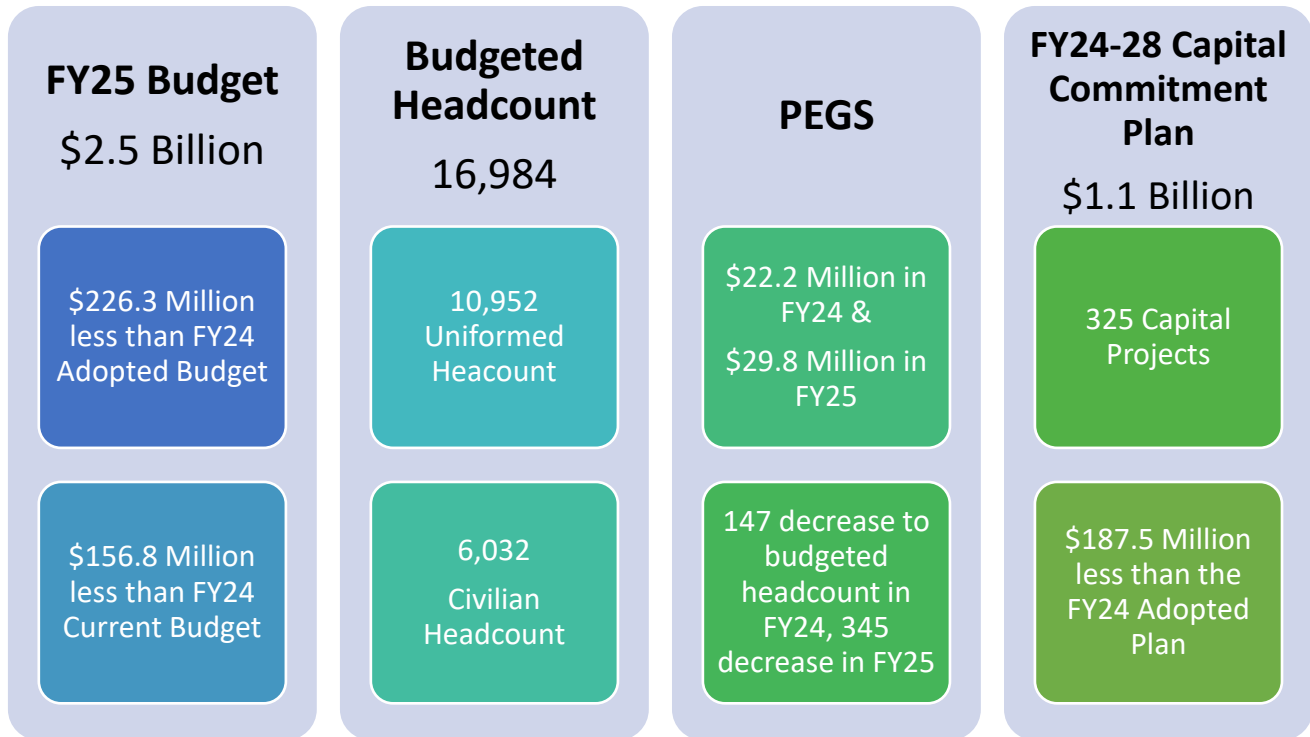 FY25 Budget
$2.5 Billion
$226.3 Million
less than FY24
Adopted Budget
$156.8 Million
less than FY24
Current Budget
Budgeted
Headcount
16,984
10,952
Uniformed
Heacount
6,032
Civilian
Headcount
PEGS
$22.2 Million in
FY24 &
$29.8 Million in
FY25
147 decrease to
budgeted
headcount in
FY24, 345
decrease in FY25
FY24-28 Capital
Commitment
Plan
$1.1 Billion
325 Capital
Projects
$187.5 Million
less than the
FY24 Adopted
Plan